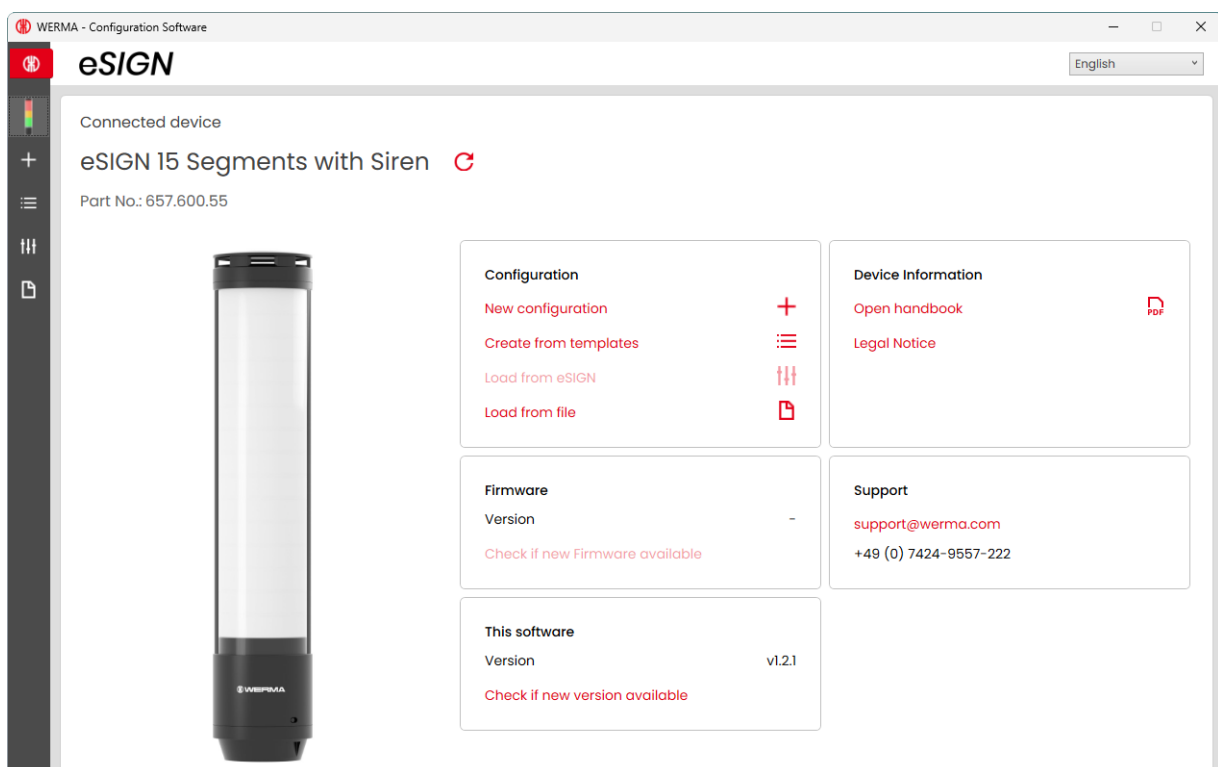 WERMA - Configuration Software
eSIGN
English
Connected device
eSIGN 15 Segments with Siren
Part No.: 657.600.55
Configuration
New configuration
Create from templates
Load from eSIGN
Load from file
Device Information
Open handbook
PDF
Legal Notice
Firmware
Version -
Check if new Firmware available
Support
support@werma.com
+49 (0) 7424-9557-222
This software
Version v1.2.1
Check if new version available
WERMA